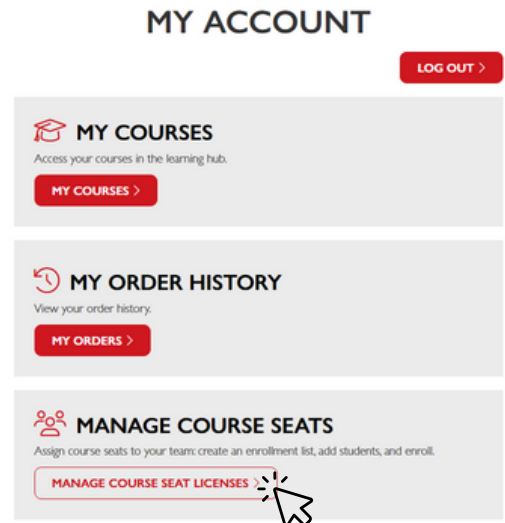 MY ACCOUNT
LOG OUT >
MY COURSES
Access your courses in the learning hub.
MY COURSES >
MY ORDER HISTORY
View your order history.
MY ORDERS >
MANAGE COURSE SEATS
Assign course seats to your team: create an enrollment list, add students, and enroll.
MANAGE COURSE SEAT LICENSES >